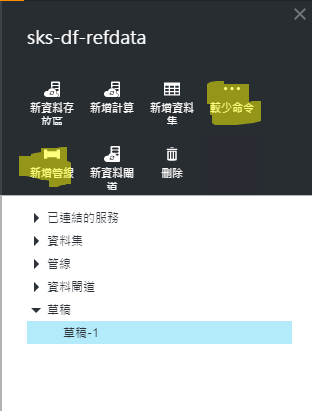 sks-df-refdata
新資料存放區
新增計算
新增資料集
較少命令
新增管線
新資料閘道
刪除
已連結的服務
資料集
管線
資料閘道
草稿
草稿-1